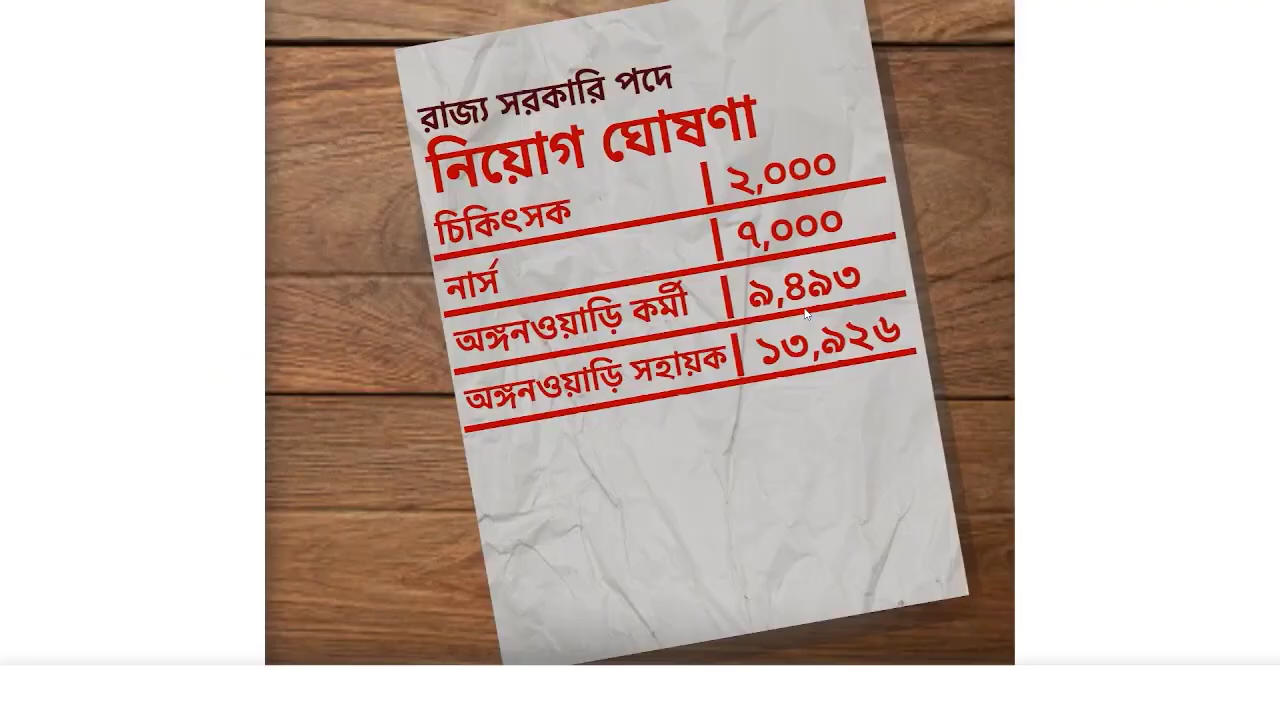 রাজ্য সরকারি পদে
নিয়োগ ঘোষণা
চিকিৎসক | ২,০০০
নার্স | ৭,০০০
অঙ্গনওয়াড়ি কর্মী | ৯,৪৯৩
অঙ্গনওয়াড়ি সহায়ক | ১৩,৯২৬